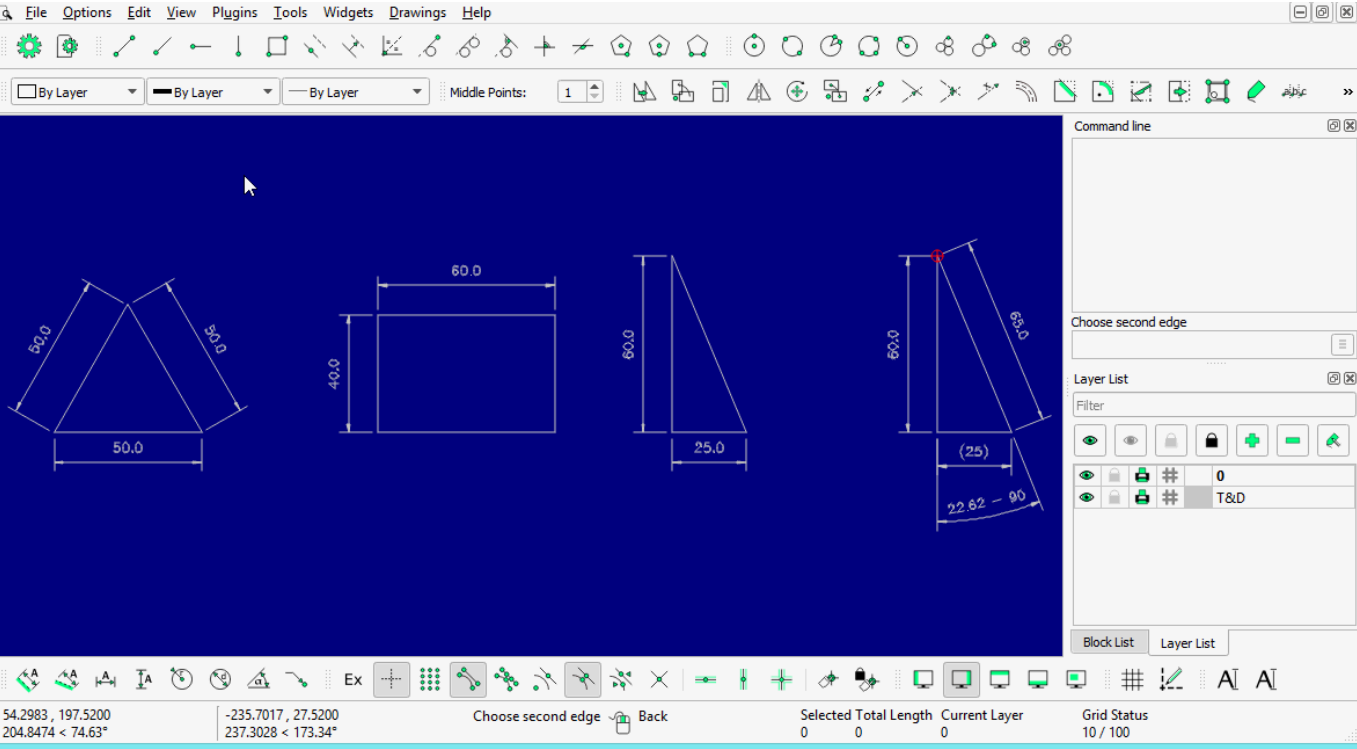 File Options Edit View Plugins Tools Widgets Drawings Help
By Layer By Layer By Layer Middle Points: 1 »
Command line
60.0
50.0 50.0 40.0 60.0 60.0 65.0
Choose second edge
Layer List
Filter
50.0 25.0 (25)
0
T&D
22.62 - 90
Block List Layer List
Ex
54.2983 , 197.5200 -235.7017 , 27.5200 Choose second edge Back Selected Total Length Current Layer Grid Status
204.8474 < 74.63° 237.3028 < 173.34° 0 0 0 10 / 100